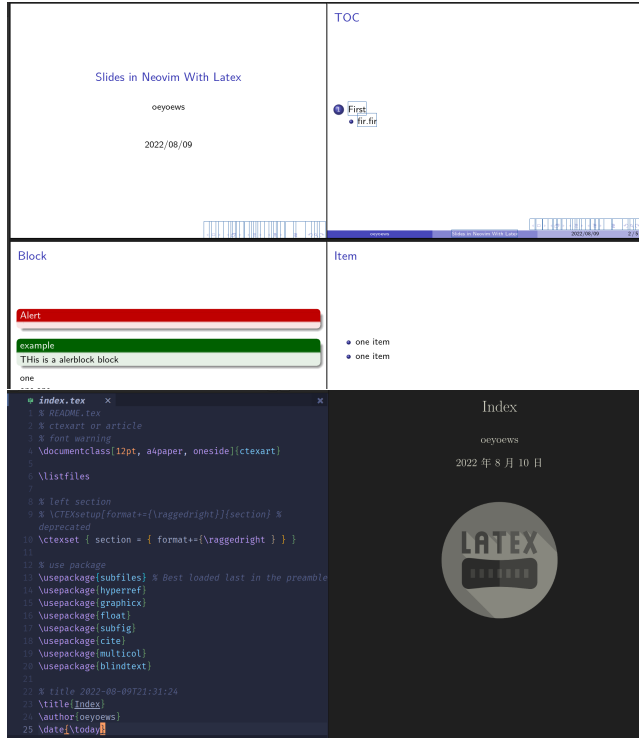 Slides in Neovim With Latex
oeyoews
2022/08/09
TOC
1 First
fir.fir
oeyoews Slides in Neovim With Latex 2022/08/09 2 / 5
Block
Alert
example
THis is a alerblock block
one
Item
one item
one item
index.tex ×
1 % README.tex
2 % ctexart or article
3 % font warning
4 \documentclass[12pt, a4paper, oneside]{ctexart}
5
6 \listfiles
7
8 % left section
9 % \CTEXsetup[format+={\raggedright}]{section} %
deprecated
10 \ctexset { section = { format+={\raggedright } } }
11
12 % use package
13 \usepackage{subfiles} % Best loaded last in the preamble
14 \usepackage{hyperref}
15 \usepackage{graphicx}
16 \usepackage{float}
17 \usepackage{subfig}
18 \usepackage{cite}
19 \usepackage{multicol}
20 \usepackage{blindtext}
21
22 % title 2022-08-09T21:31:24
23 \title{Index}
24 \author{oeyoews}
25 \date{\today}
Index
oeyoews
2022 年 8 月 10 日
LATEX